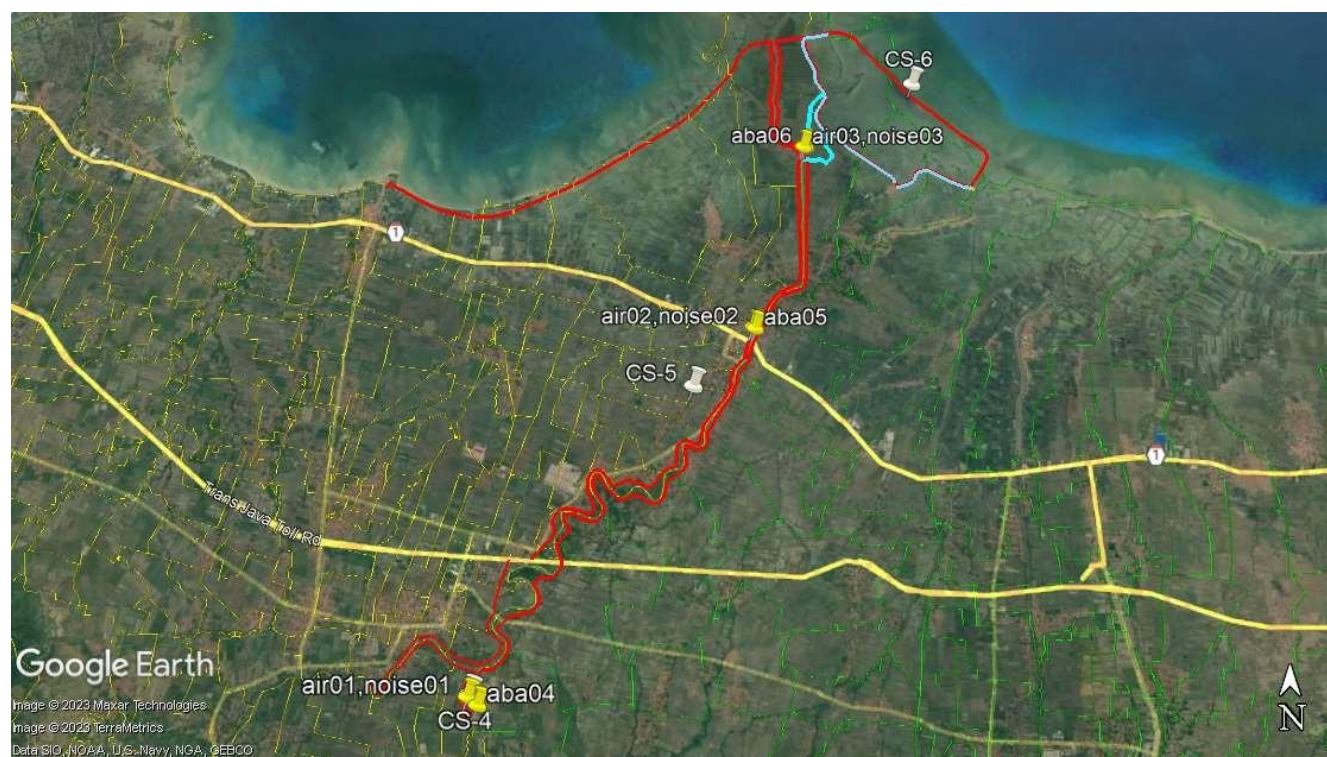 CS-6
aba06
air03,noise03
1
air02,noise02
aba05
CS-5
1
Trans Java Toll Rd
Google Earth
air01,noise01
aba04
CS-4
Image © 2023 Maxar Technologies
Image © 2023 TerraMetrics
Data SIO, NOAA, U.S. Navy, NGA, GEBCO
N